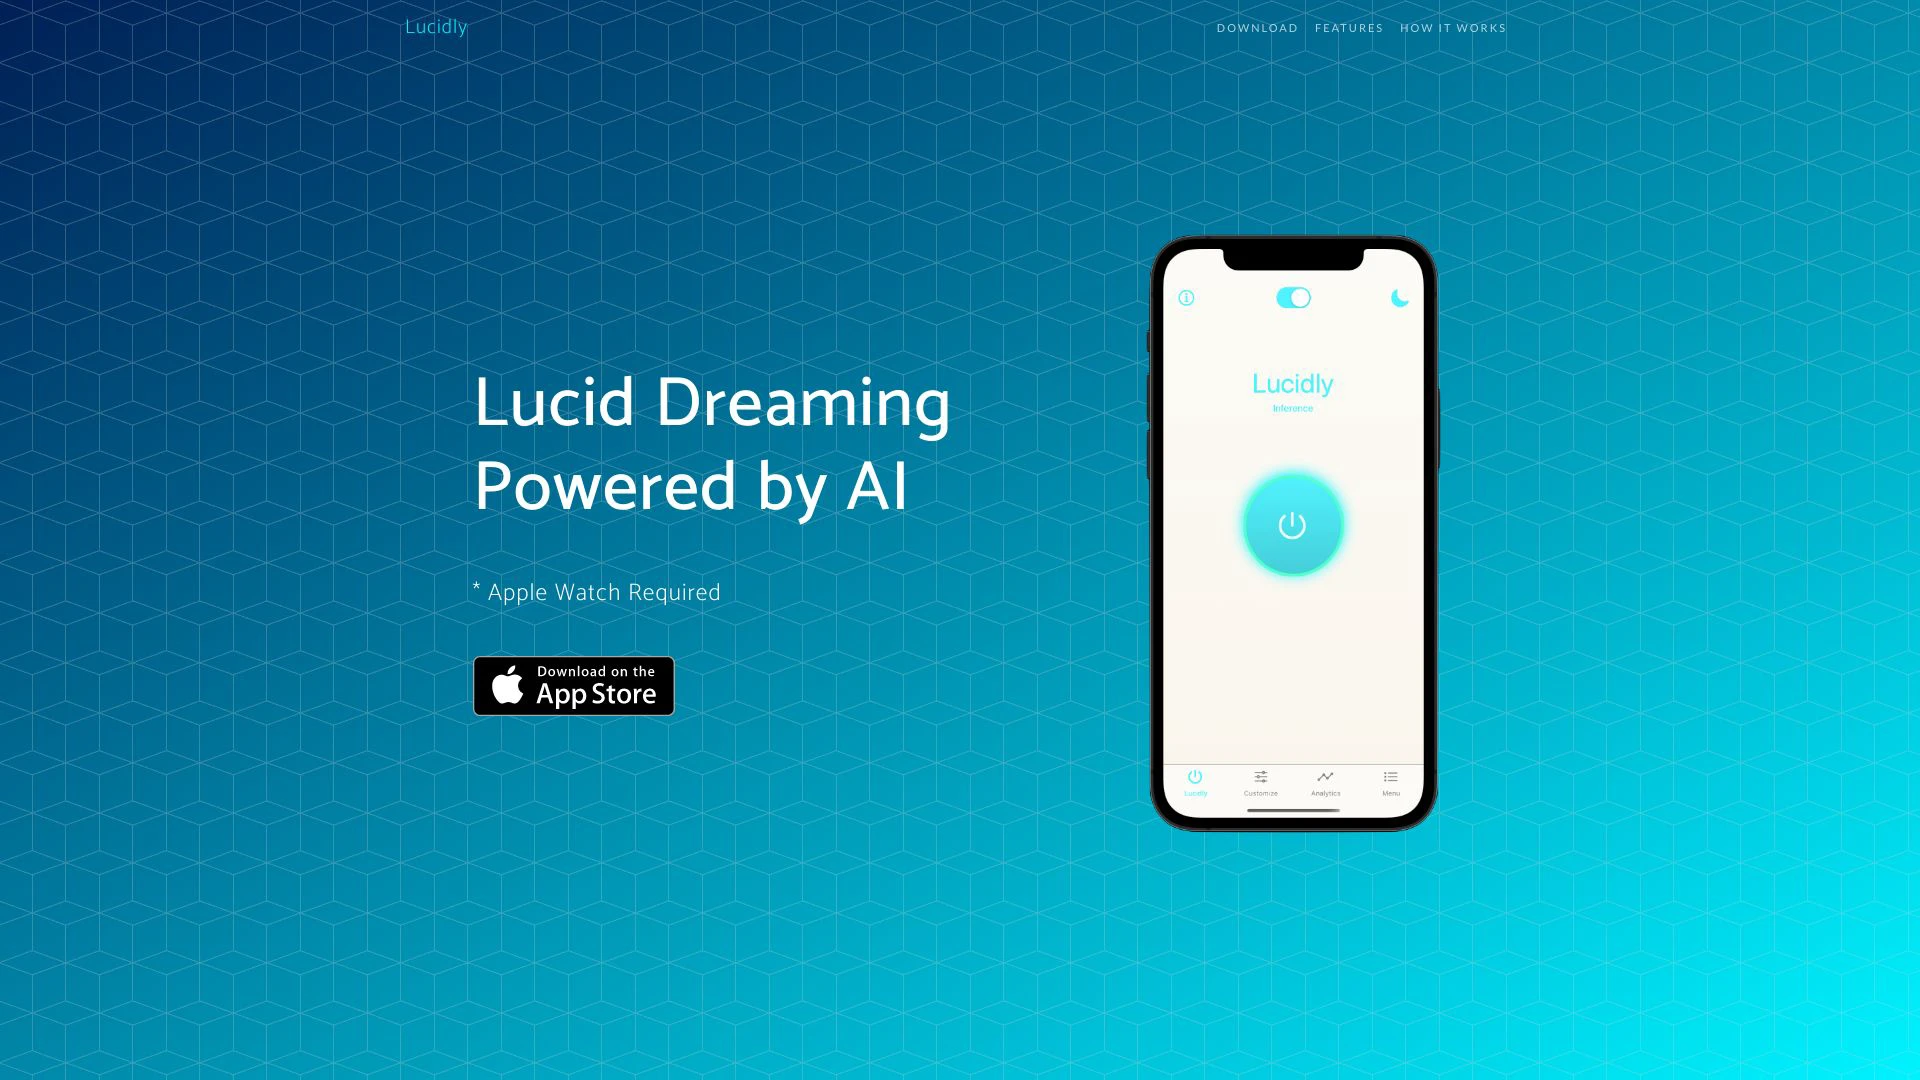 Lucidly
DOWNLOAD FEATURES HOW IT WORKS
Lucid Dreaming
Powered by AI
* Apple Watch Required
Download on the
App Store
Lucidly
Inference
Lucidly Customize Analytics Menu